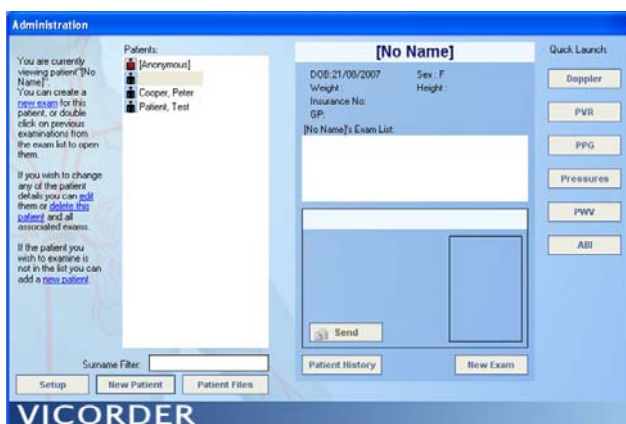 Administration
You are currently
viewing patient"[No
Name]".
You can create a
new exam for this
patient, or double
click on previous
examinations from
the exam list to open
them.
If you wish to change
any of the patient
details you can edit
them or delete this
patient and all
associated exams.
If the patient you
wish to examine is
not in the list you can
add a new patient.
Patients:
[Anonymous]
Cooper, Peter
Patient, Test
Surname Filter:
Setup
New Patient
Patient Files
[No Name]
DOB:21/08/2007 Sex : F
Weight : Height :
Insurance No:
GP:
[No Name]'s Exam List:
Send
Patient History
New Exam
Quick Launch:
Doppler
PVR
PPG
Pressures
PWV
ABI
VICORDER